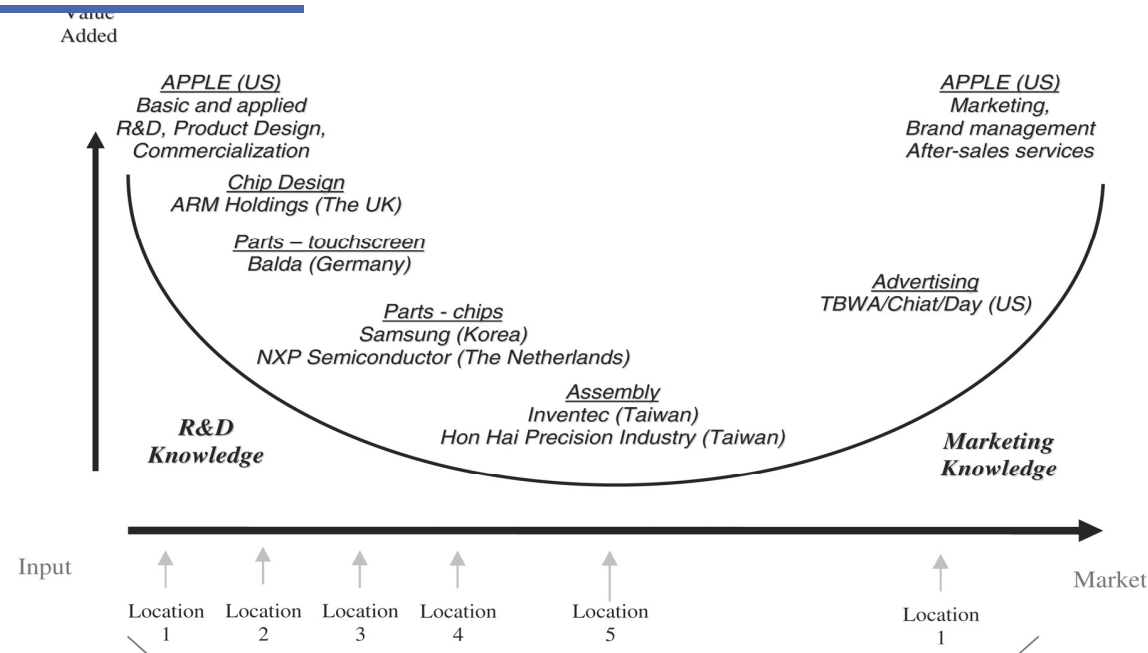 Value
Added
APPLE (US)
Basic and applied
R&D, Product Design,
Commercialization
APPLE (US)
Marketing,
Brand management
After-sales services
Chip Design
ARM Holdings (The UK)
Parts – touchscreen
Balda (Germany)
Advertising
TBWA/Chiat/Day (US)
Parts - chips
Samsung (Korea)
NXP Semiconductor (The Netherlands)
Assembly
Inventec (Taiwan)
Hon Hai Precision Industry (Taiwan)
R&D
Knowledge
Marketing
Knowledge
Input
Market
Location
1
Location
2
Location
3
Location
4
Location
5
Location
1